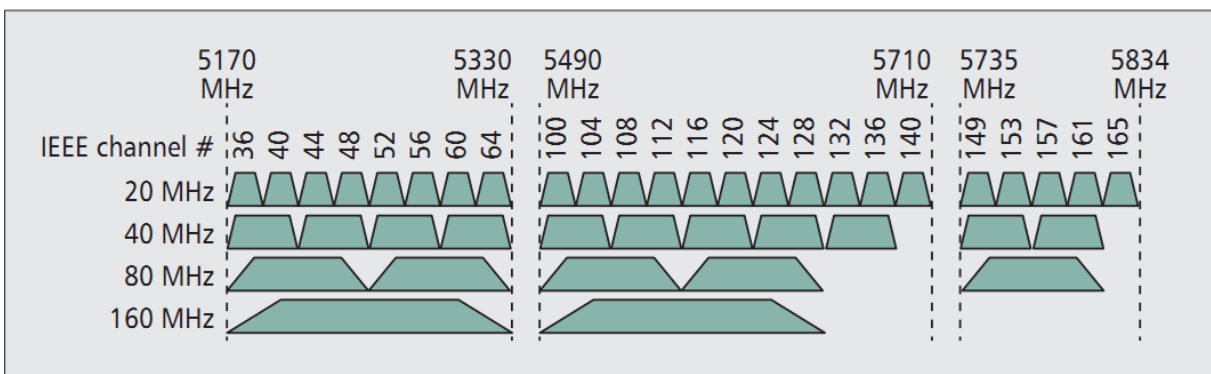 5170 5330 5490 5710 5735 5834
MHz MHz MHz MHz MHz MHz
IEEE channel # 36 40 44 48 52 56 60 64 100 104 108 112 116 120 124 128 132 136 140 149 153 157 161 165
20 MHz
40 MHz
80 MHz
160 MHz